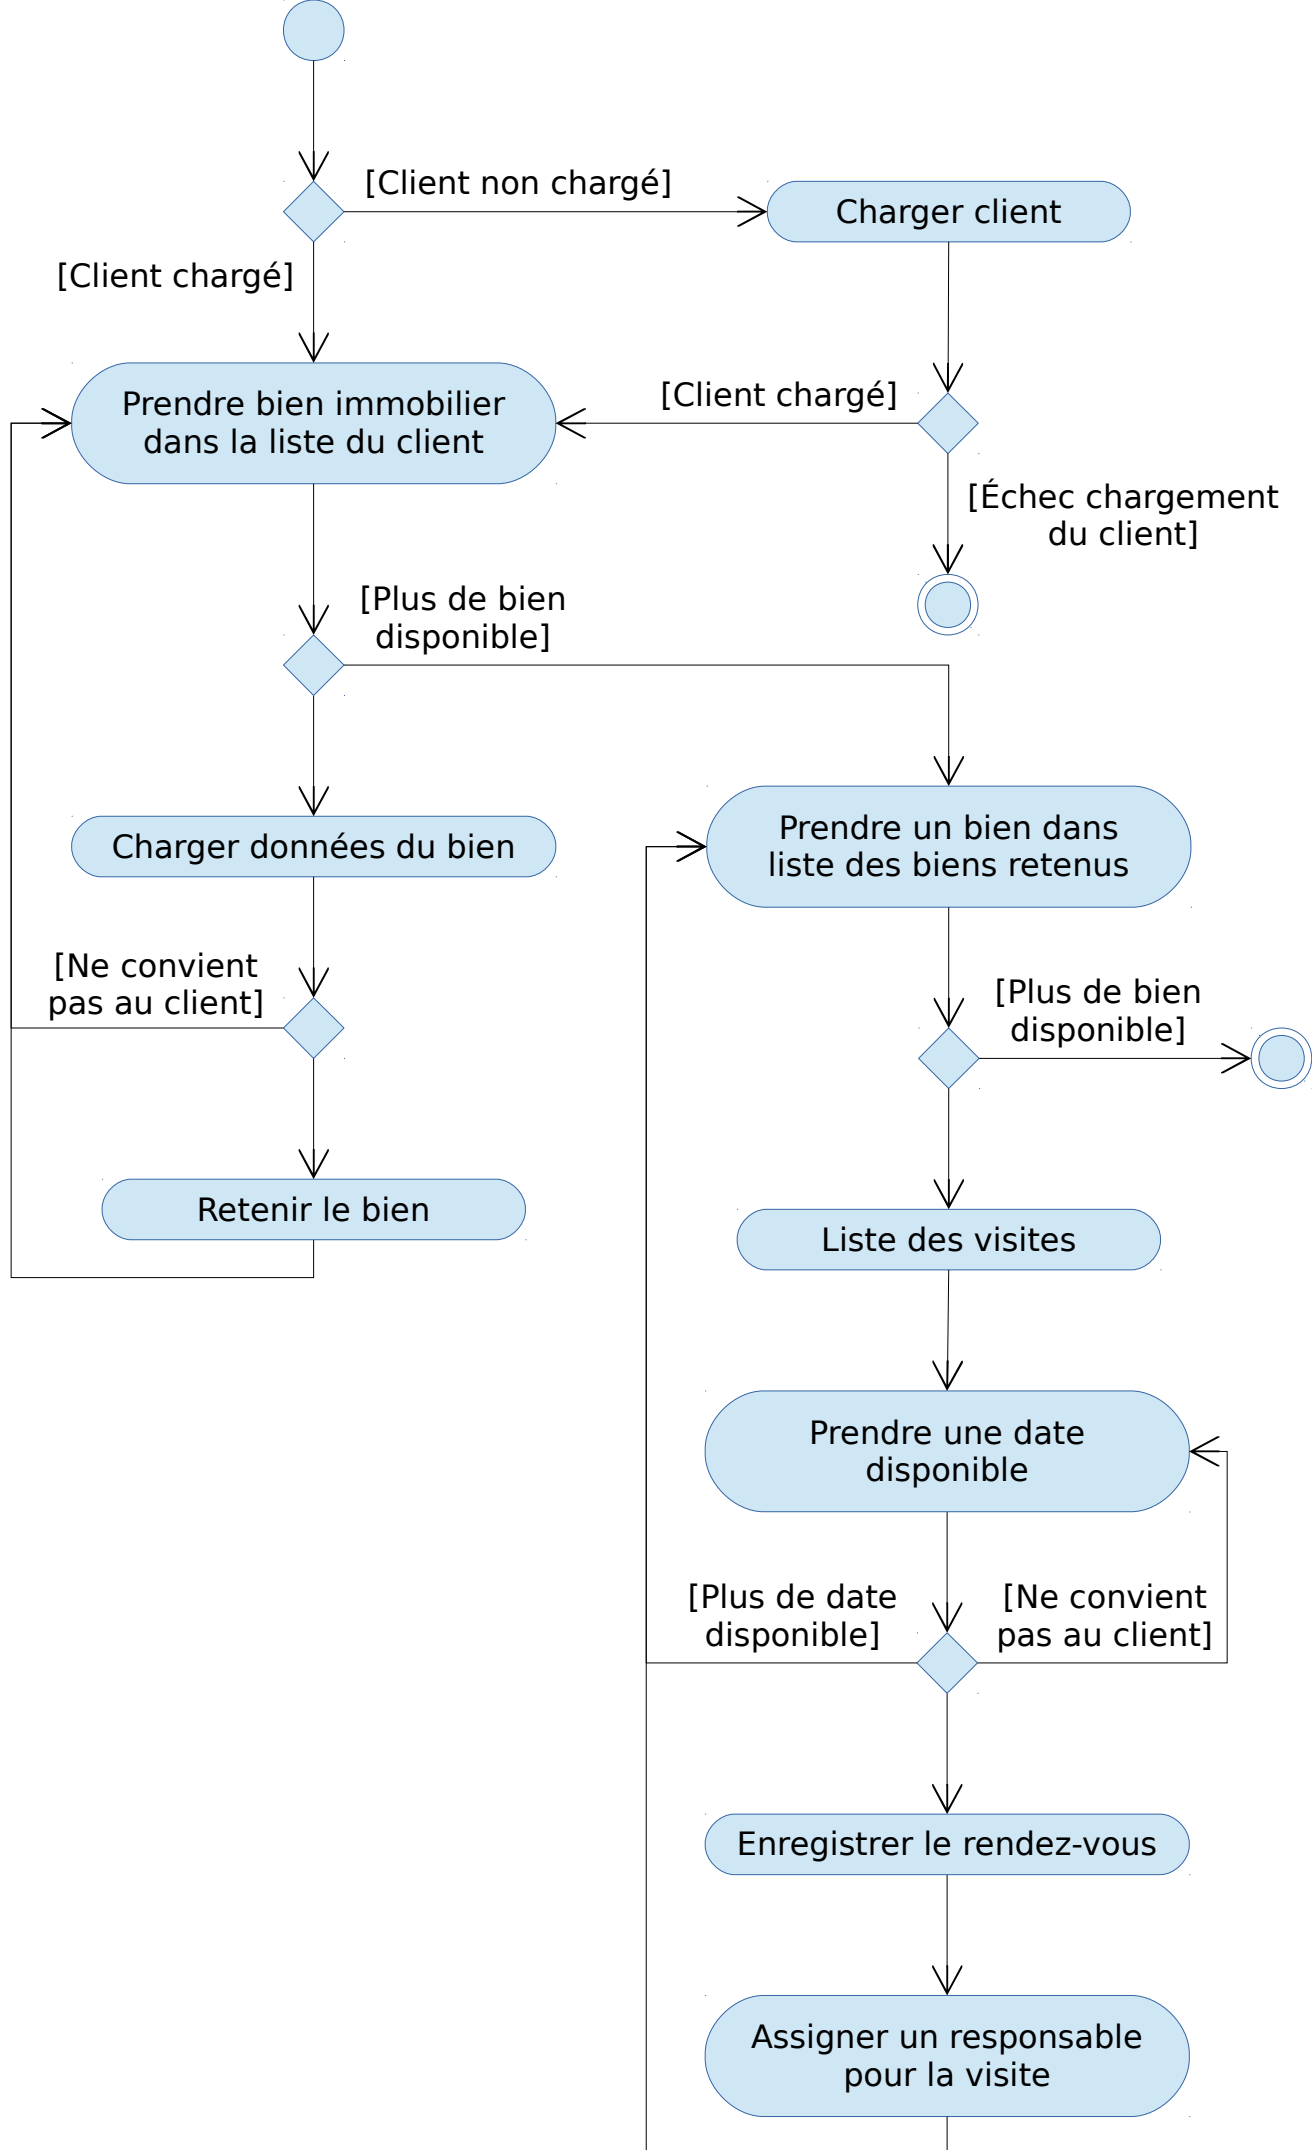 [Client non chargé]
Charger client
[Client chargé]
Prendre bien immobilier
dans la liste du client
[Client chargé]
[Échec chargement
du client]
[Plus de bien
disponible]
Charger données du bien
Prendre un bien dans
liste des biens retenus
[Ne convient
pas au client]
[Plus de bien
disponible]
Retenir le bien
Liste des visites
Prendre une date
disponible
[Plus de date
disponible]
[Ne convient
pas au client]
Enregistrer le rendez-vous
Assigner un responsable
pour la visite